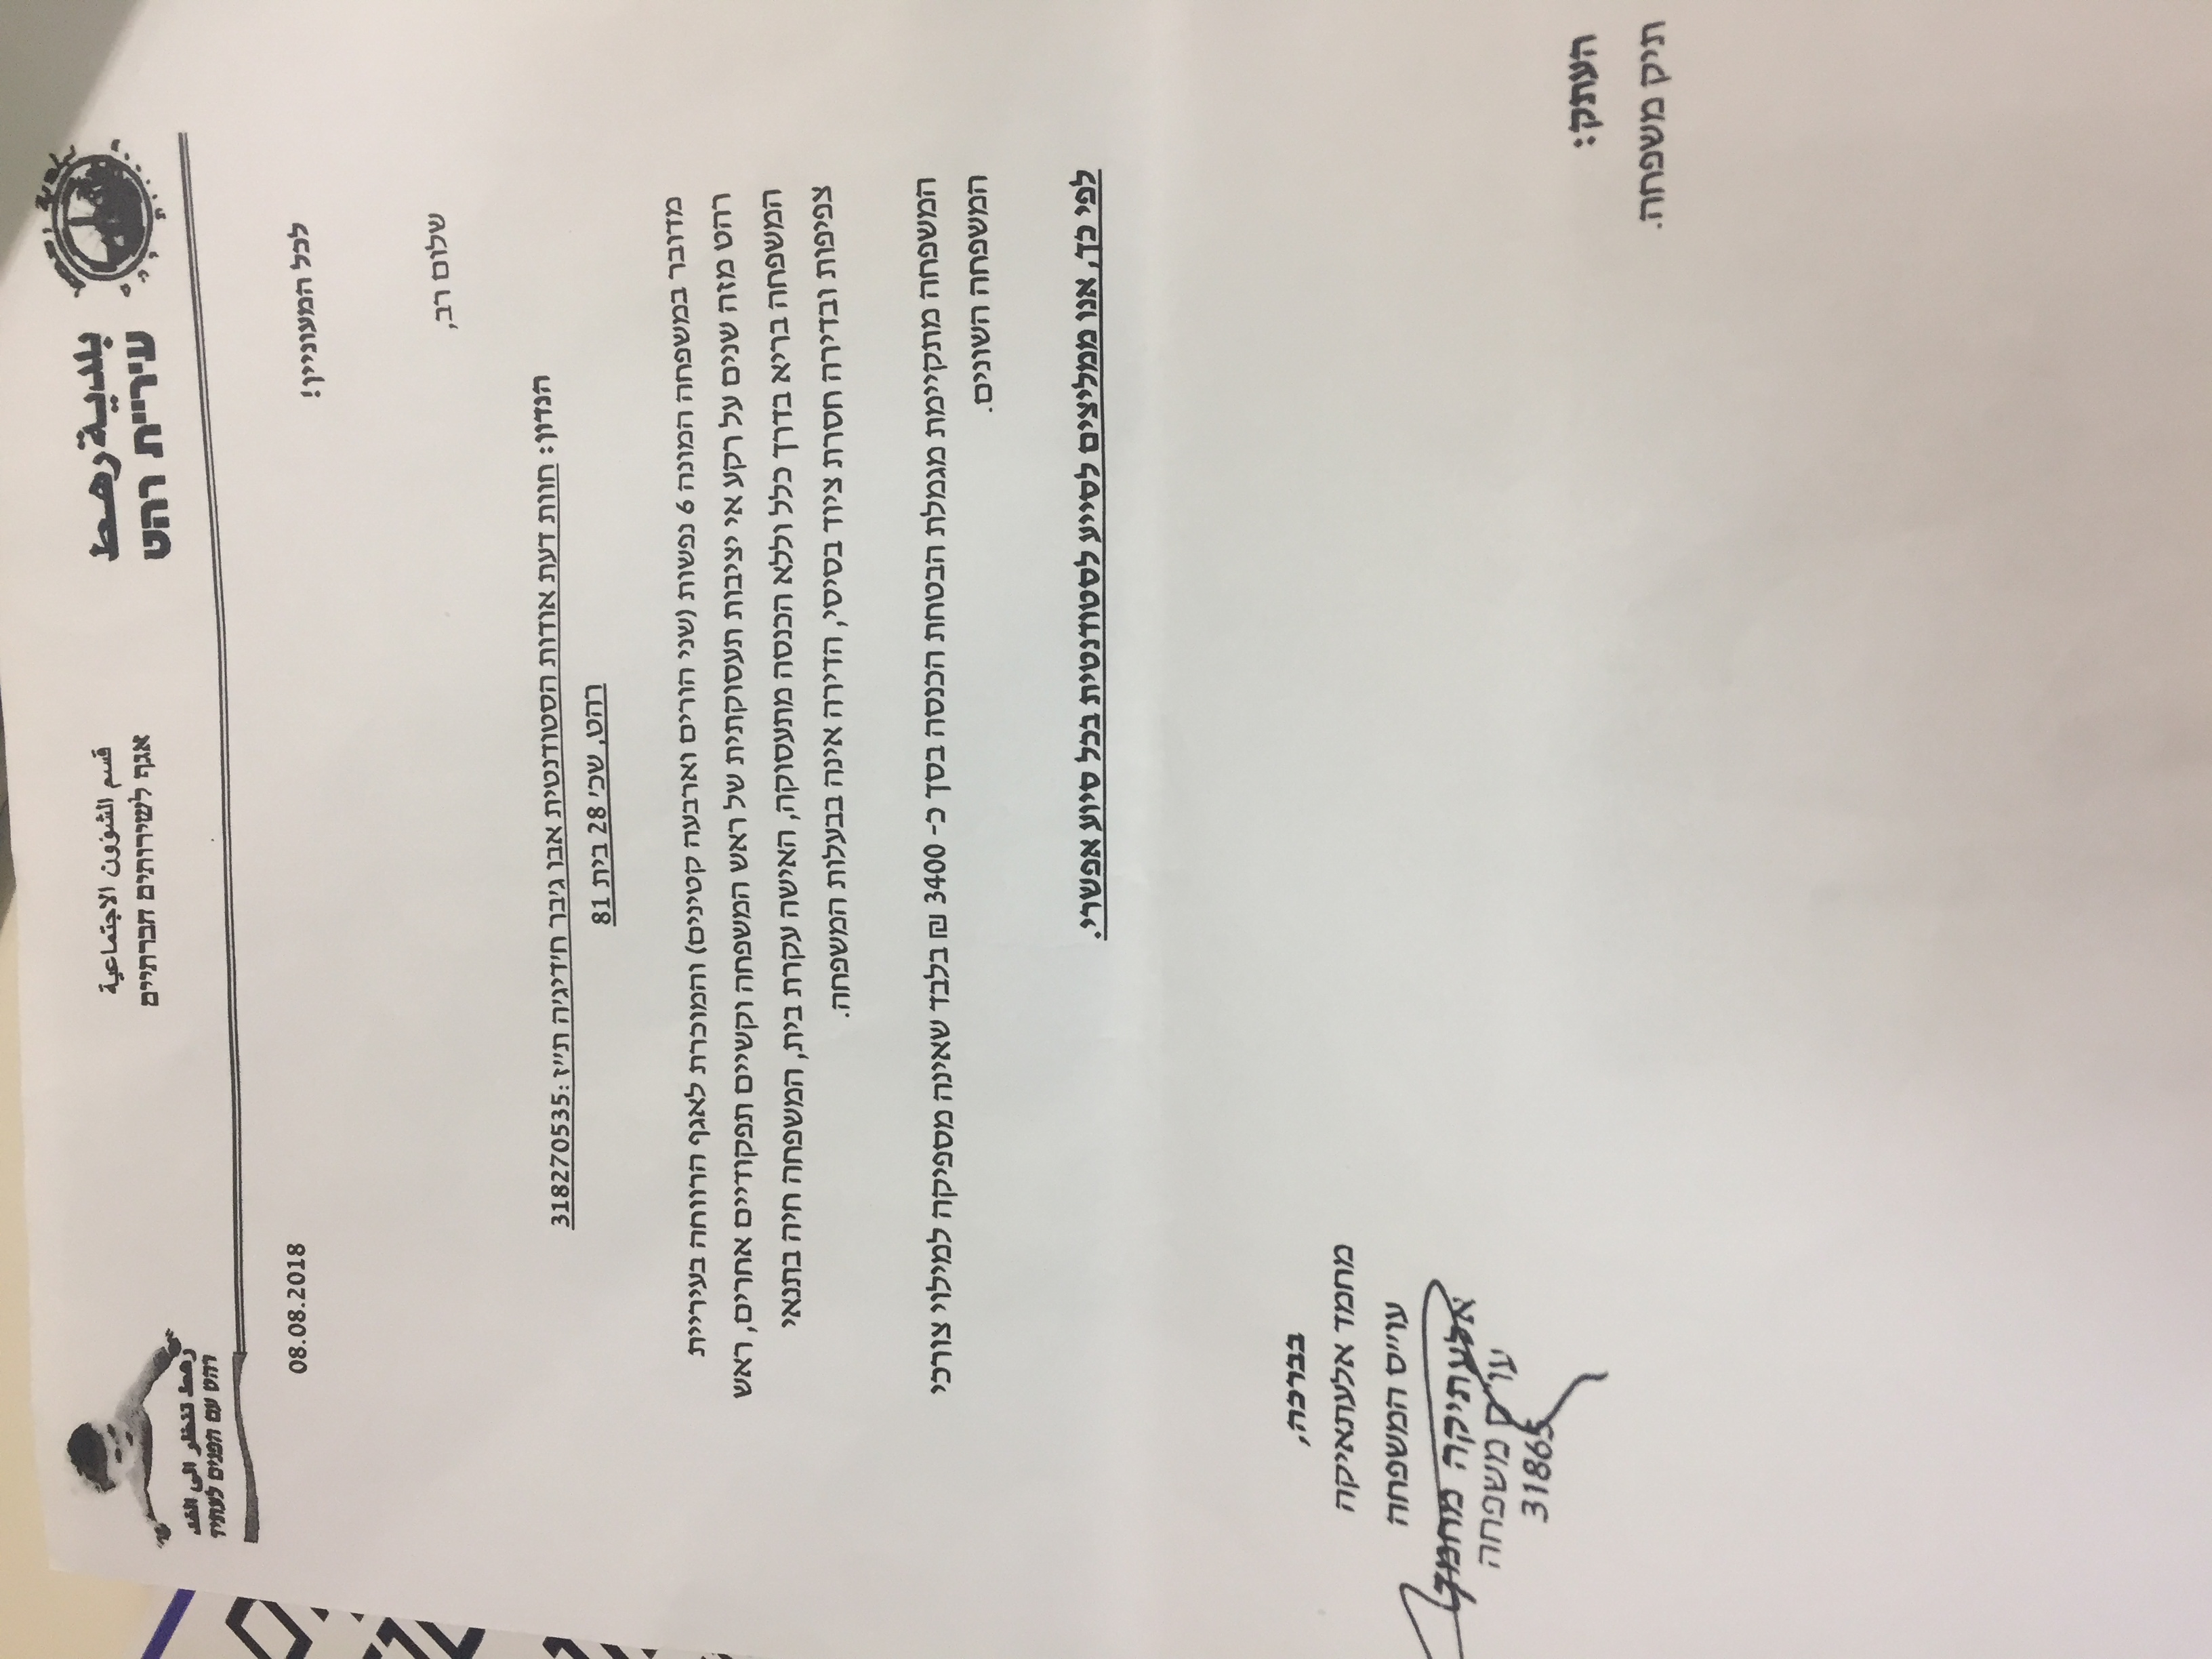 بلدية رهط
עיריית רהט
قسم الشؤون الاجتماعية
אגף לשירותים חברתיים
رهط تنظر الى الغد
רהט עם הפנים לעתיד
08.08.2018
לכל המעוניין!
שלום רב,
הנדון: חוות דעת אודות הסטודנטית אבו ג'בר ח'דיג'ה ת"ז :318270535
רהט, שכ' 28 בית 81
מדובר במשפחה המונה 6 נפשות (שני הורים וארבעה קטינים) והמוכרת לאגף הרווחה בעיריית
רהט מזה שנים על רקע אי יציבות תעסוקתית של ראש המשפחה וקשיים תפקודיים אחרים, ראש
המשפחה בריא בדרך כלל וללא הכנסה מתעסוקה, האישה עקרת בית, המשפחה חיה בתנאי
צפיפות ובדירה חסרת ציוד בסיסי, הדירה אינה בבעלות המשפחה.
המשפחה מתקיימת מגמלת הבטחת הכנסה בסך כ- 3400 ₪ בלבד שאינה מספיקה למילוי צורכי
המשפחה השונים.
לפי כך, אנו ממליצים לסייע לסטודנטית בכל סיוע אפשרי.
בברכה,
מחמד אלעתאיקה
עו"ס המשפחה
אלעתיקה מחמד
עו"ס משפחה
31865
העתק:
תיק משפחה.